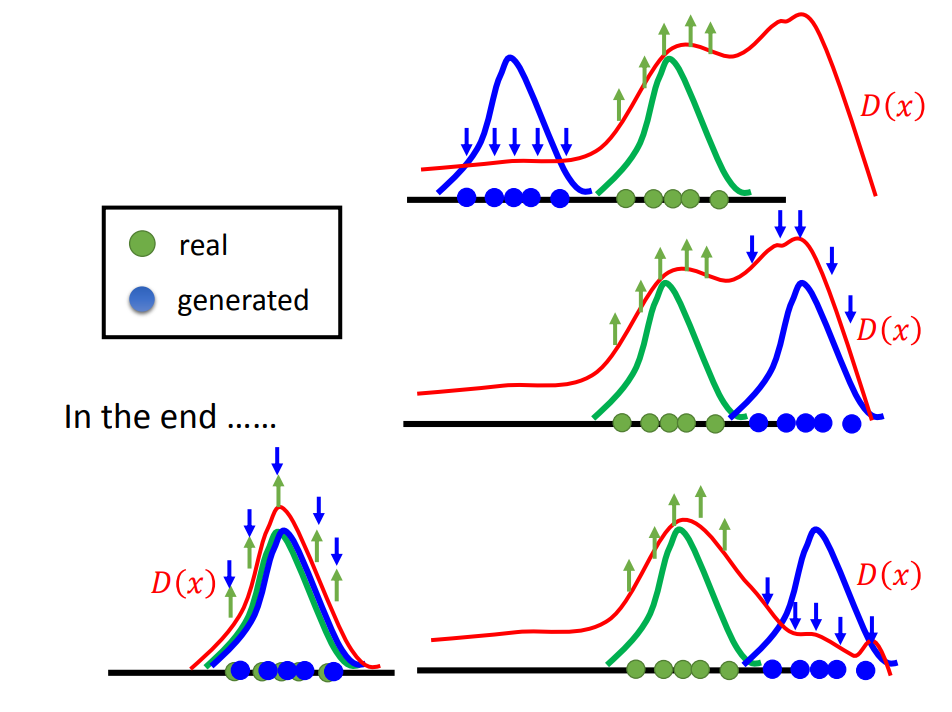 D(x)
real
generated
D(x)
In the end ……
D(x)
D(x)